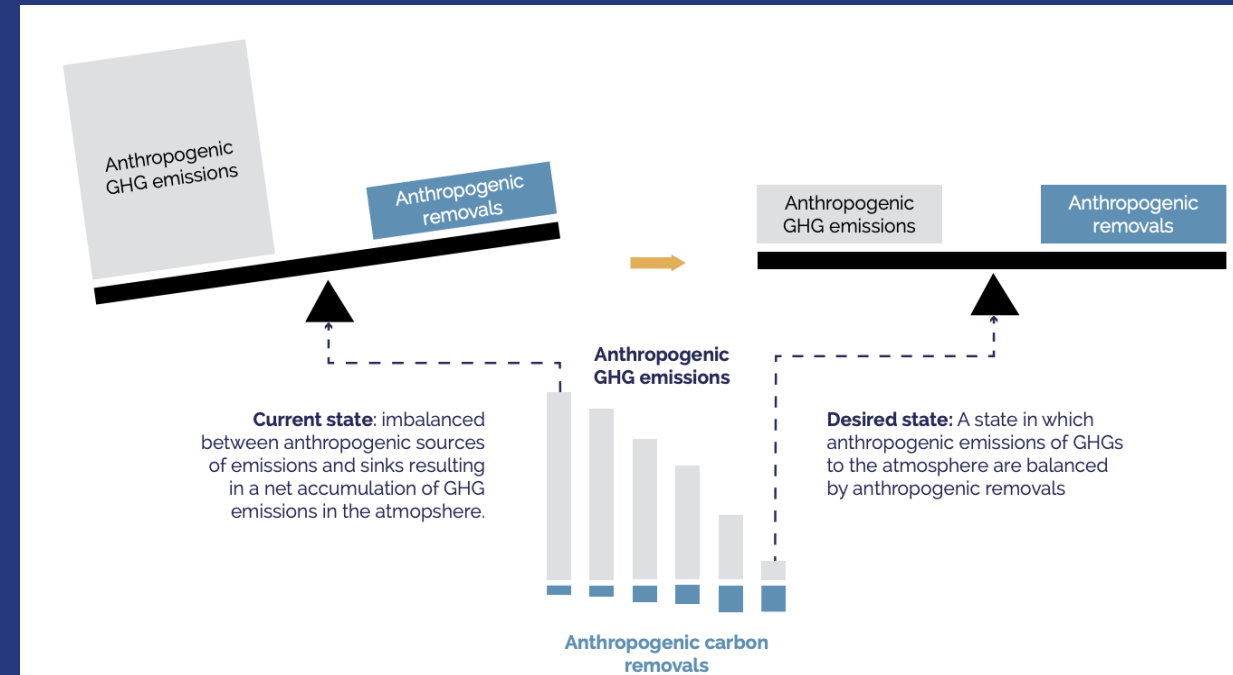 Anthropogenic
GHG emissions
Anthropogenic
removals
Anthropogenic
GHG emissions
Anthropogenic
removals
Anthropogenic
GHG emissions
Current state: imbalanced
between anthropogenic sources
of emissions and sinks resulting
in a net accumulation of GHG
emissions in the atmopshere.
Desired state: A state in which
anthropogenic emissions of GHGs
to the atmosphere are balanced
by anthropogenic removals
Anthropogenic carbon
removals